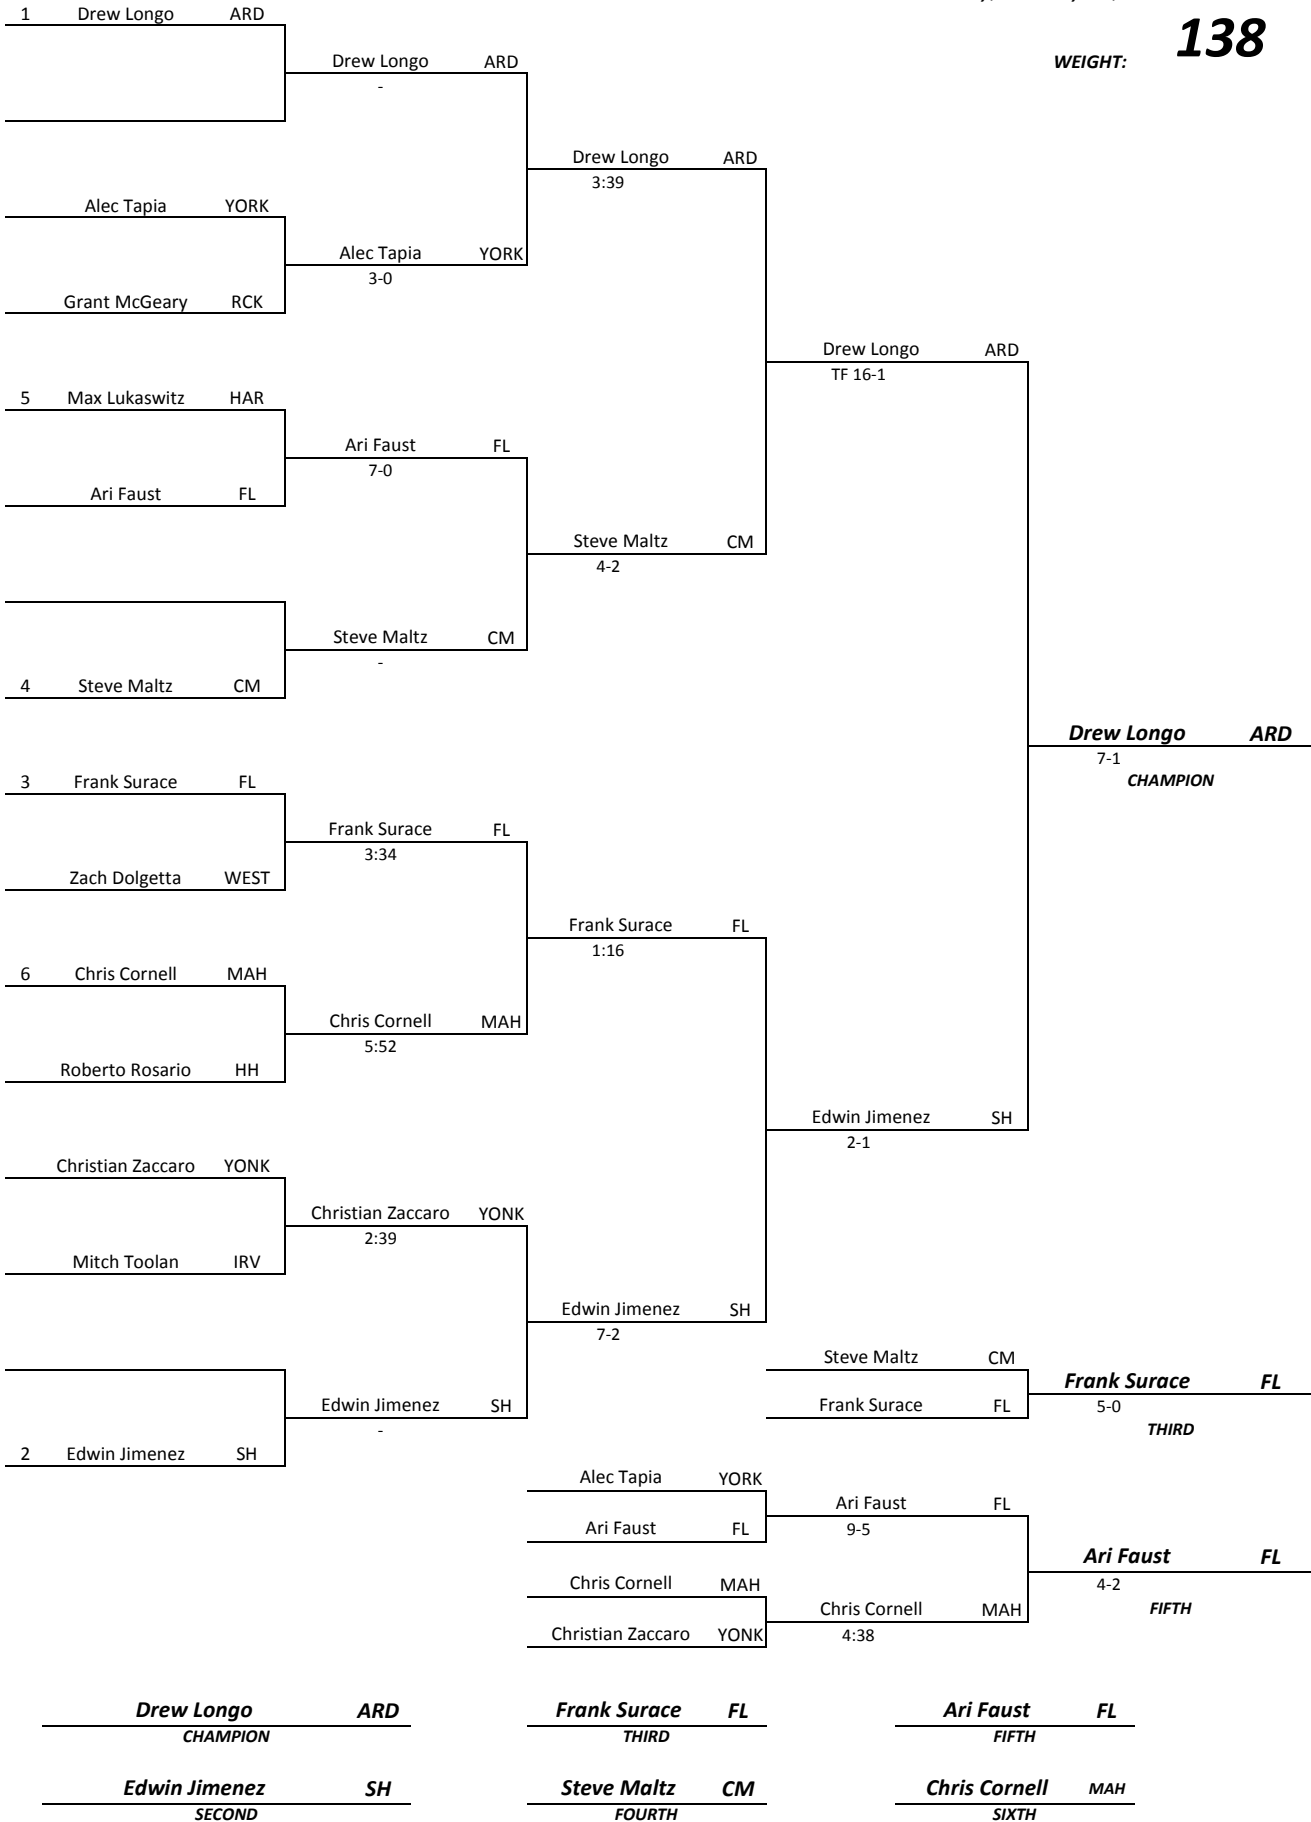 138
WEIGHT:
1 Drew Longo ARD
Drew Longo ARD
-
Drew Longo ARD
3:39
Alec Tapia YORK
Alec Tapia YORK
3-0
Grant McGeary RCK
Drew Longo ARD
TF 16-1
5 Max Lukaswitz HAR
Ari Faust FL
7-0
Ari Faust FL
Steve Maltz CM
4-2
Steve Maltz CM
-
4 Steve Maltz CM
Drew Longo ARD
7-1
CHAMPION
3 Frank Surace FL
Frank Surace FL
3:34
Zach Dolgetta WEST
Frank Surace FL
1:16
6 Chris Cornell MAH
Chris Cornell MAH
5:52
Roberto Rosario HH
Edwin Jimenez SH
2-1
Christian Zaccaro YONK
Christian Zaccaro YONK
2:39
Mitch Toolan IRV
Edwin Jimenez SH
7-2
Steve Maltz CM
Frank Surace FL
5-0
THIRD
Edwin Jimenez SH
-
Frank Surace FL
2 Edwin Jimenez SH
Alec Tapia YORK
Ari Faust FL
9-5
Ari Faust FL
Ari Faust FL
4-2
FIFTH
Chris Cornell MAH
Chris Cornell MAH
4:38
Christian Zaccaro YONK
Drew Longo ARD
CHAMPION
Frank Surace FL
THIRD
Ari Faust FL
FIFTH
Edwin Jimenez SH
SECOND
Steve Maltz CM
FOURTH
Chris Cornell MAH
SIXTH